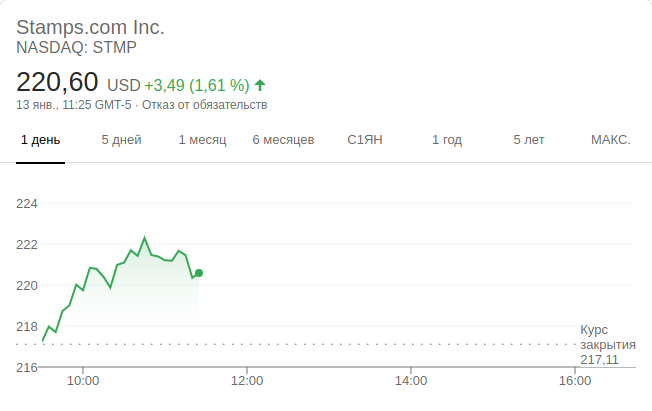 Stamps.com Inc.
NASDAQ: STMP
220,60 USD +3,49 (1,61 %)
13 янв., 11:25 GMT-5 · Отказ от обязательств
1 день 5 дней 1 месяц 6 месяцев С1ЯН 1 год 5 лет МАКС.
224
222
220
218
216
Курс
закрытия
217,11
10:00 12:00 14:00 16:00